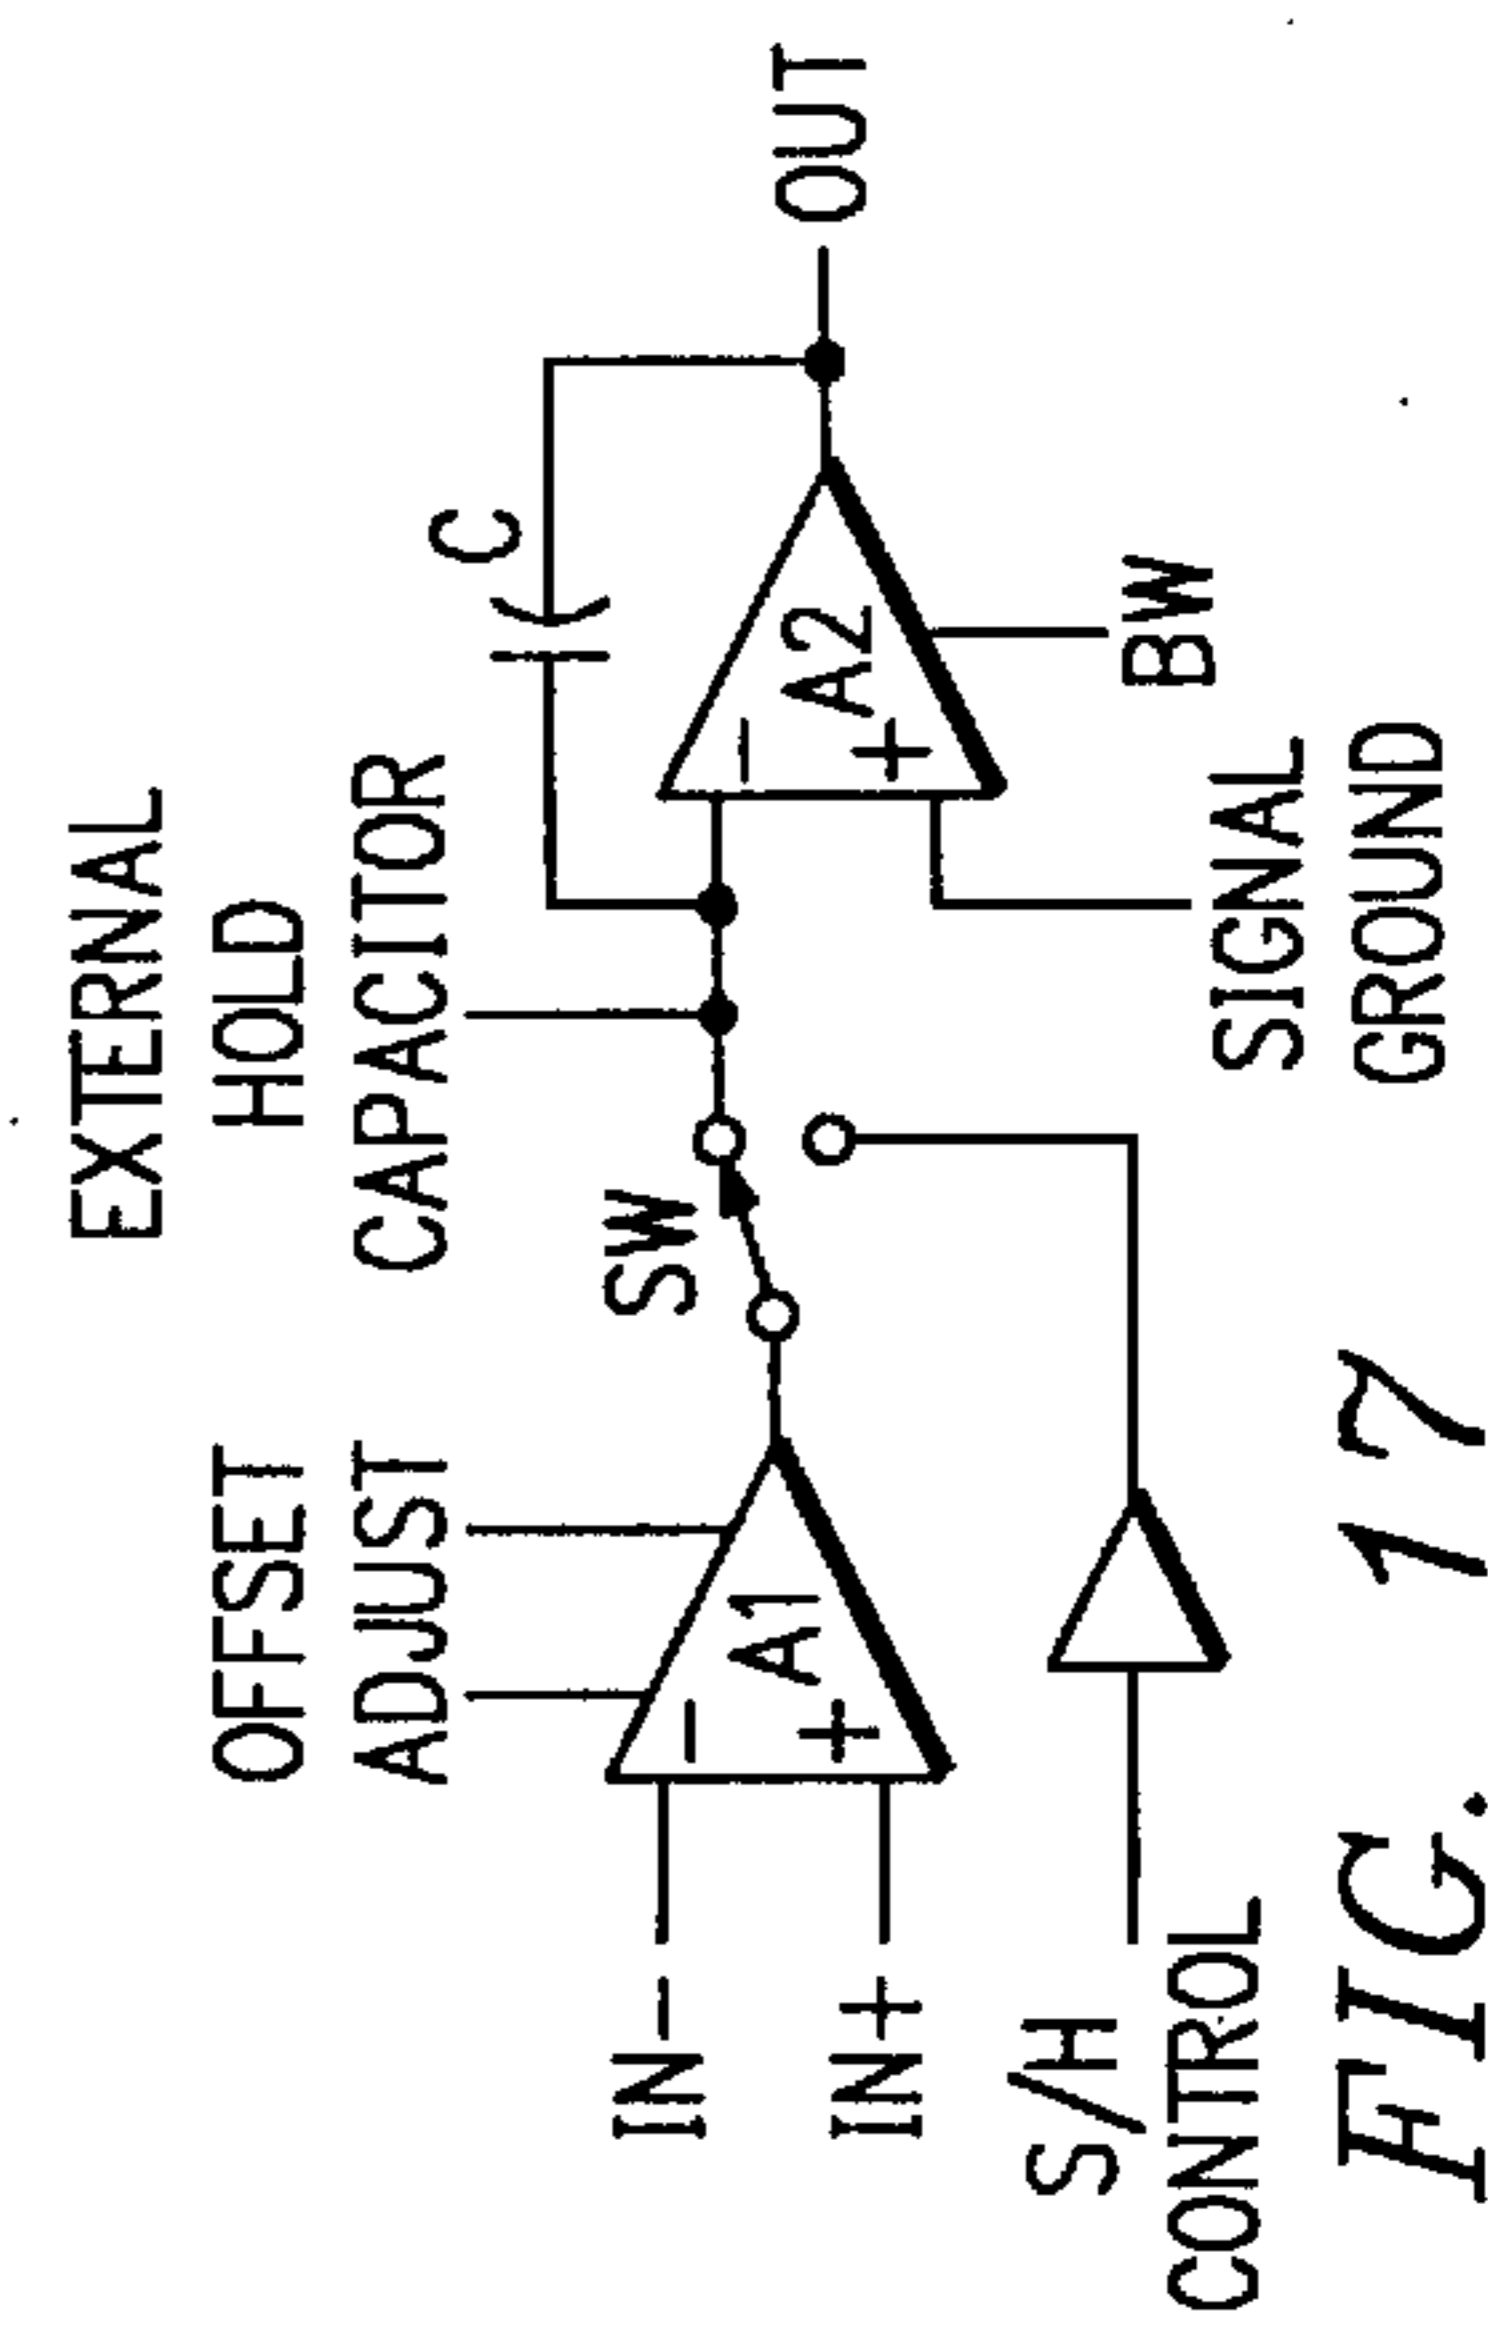 EXTERNAL
HOLD
CAPACITOR
OFFSET
ADJUST
C
SW
IN-
-
A1
+
IN+
-
A2
+
OUT
S/H
CONTROL
BW
SIGNAL
GROUND
FIG. 17